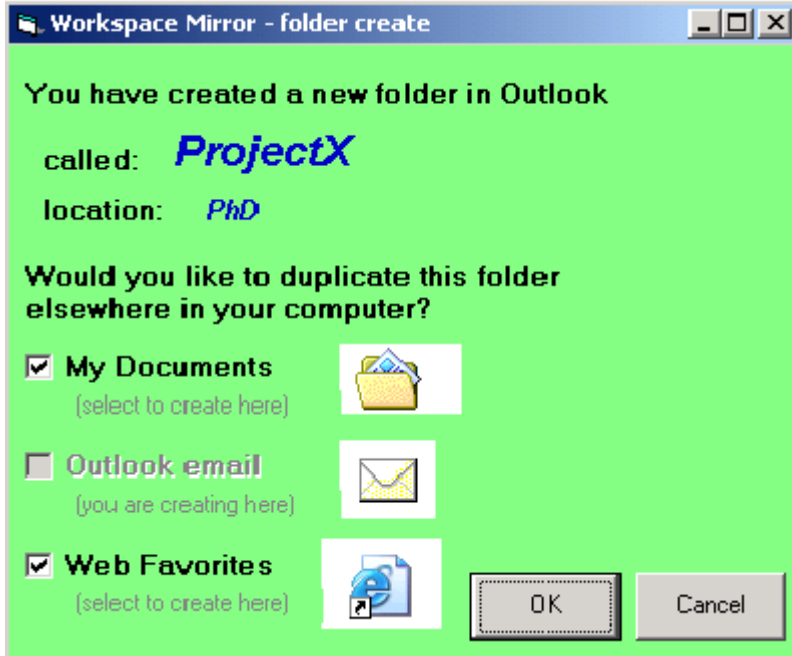 Workspace Mirror - folder create
You have created a new folder in Outlook
called: ProjectX
location: PhD
Would you like to duplicate this folder
elsewhere in your computer?
My Documents
(select to create here)
Outlook email
(you are creating here)
Web Favorites
(select to create here)
OK Cancel